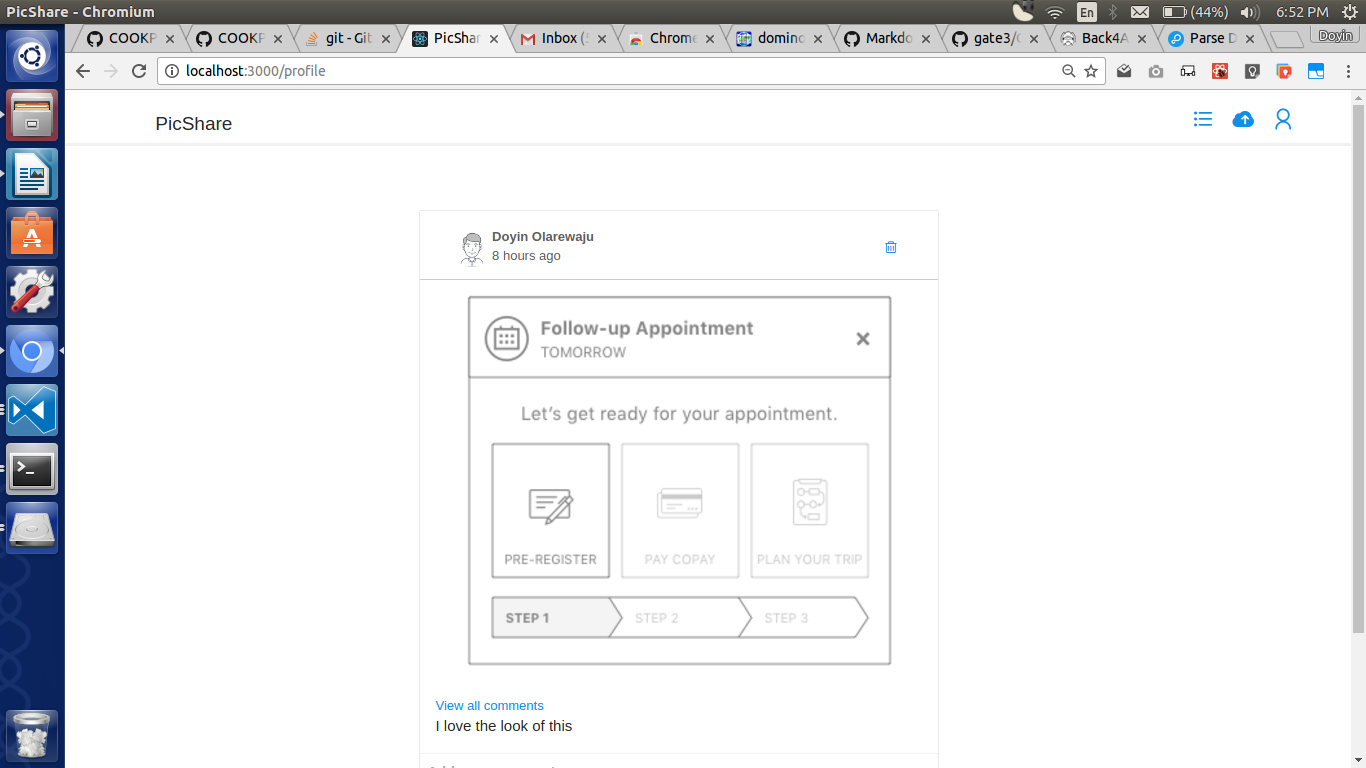 PicShare - Chromium
En
(44%)
6:52 PM
COOKP
COOKP
git - Git
PicShar
Inbox (
Chrome
domino
Markdo
gate3/
Back4A
Parse D
Doyin
localhost:3000/profile
PicShare
Doyin Olarewaju
8 hours ago
Follow-up Appointment
TOMORROW
Let's get ready for your appointment.
PRE-REGISTER
PAY COPAY
PLAN YOUR TRIP
STEP 1
STEP 2
STEP 3
View all comments
I love the look of this